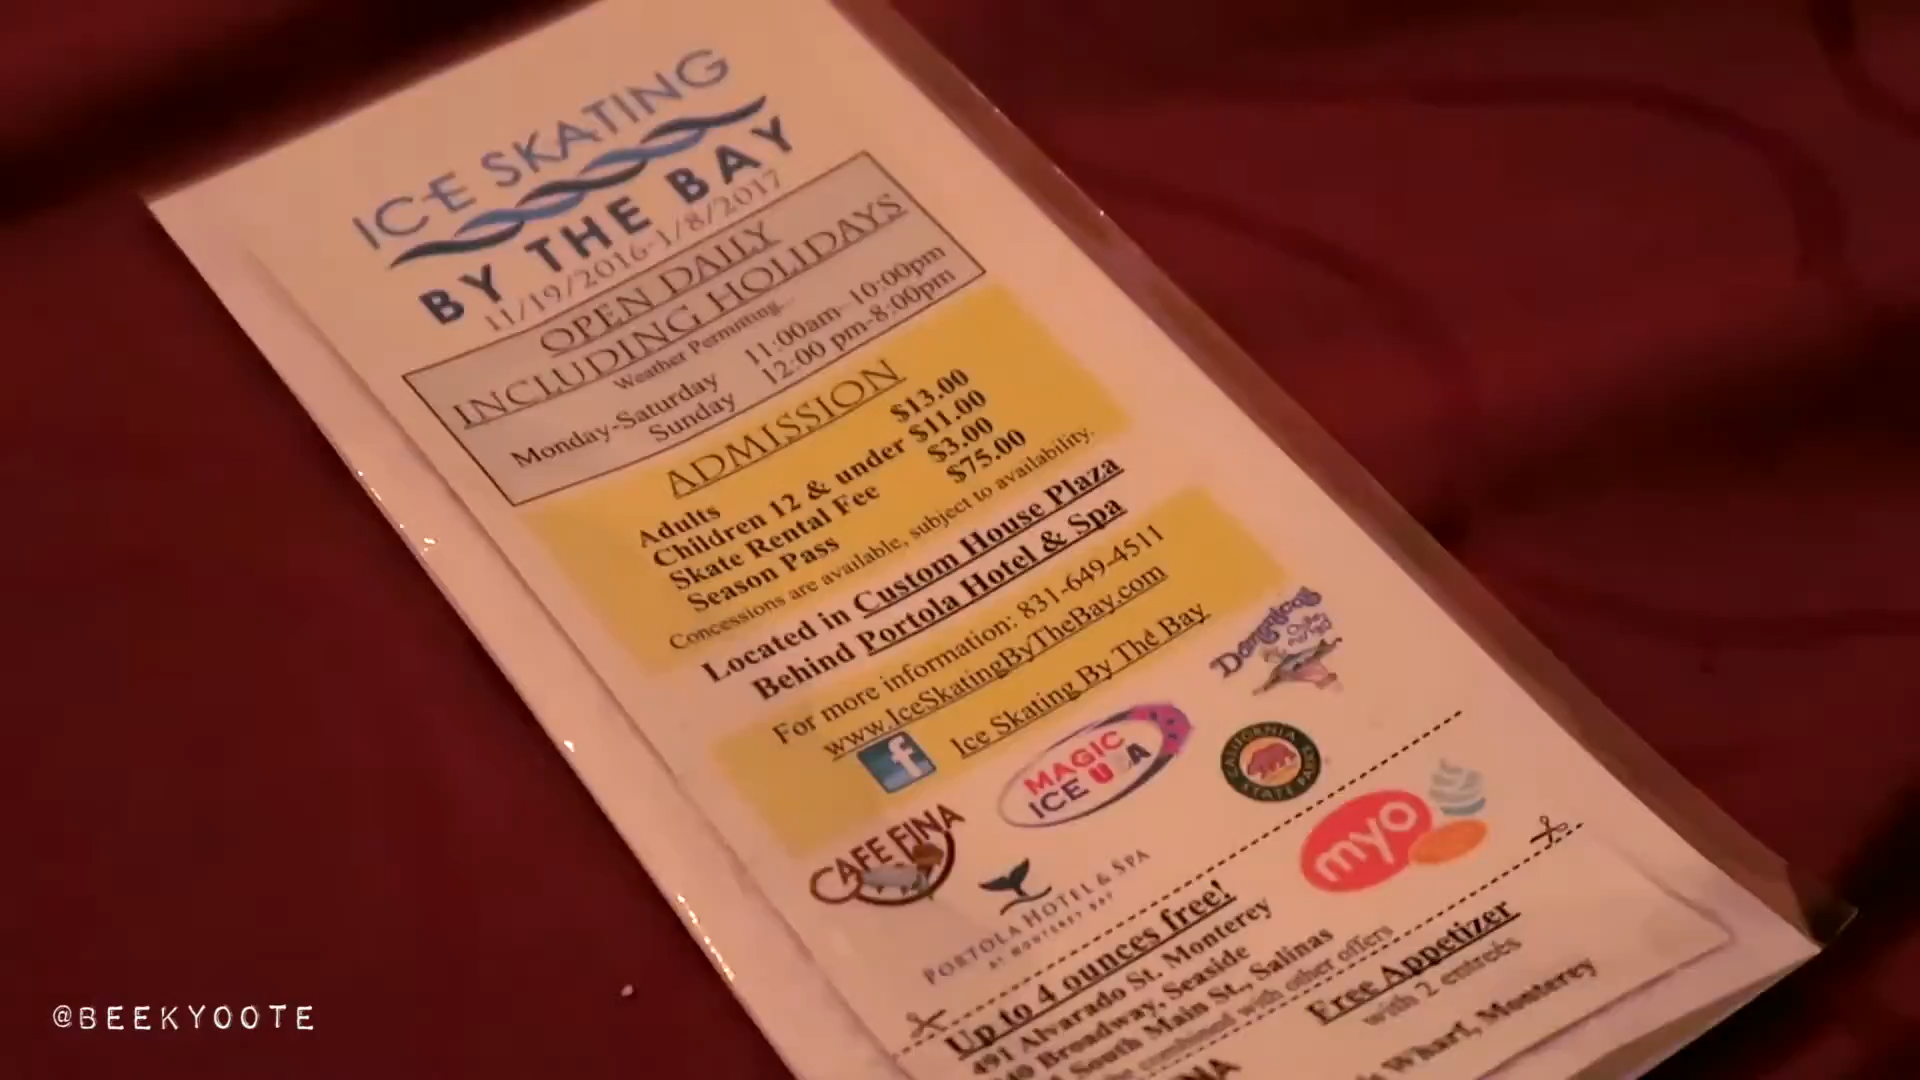 ICE SKATING
BY THE BAY
11/19/2016-1/8/2017
OPEN DAILY
INCLUDING HOLIDAYS
Weather Permitting...
Monday-Saturday 11:00am-10:00pm
Sunday 12:00 pm-8:00pm
ADMISSION
Adults $13.00
Children 12 & under $11.00
Skate Rental Fee $3.00
Season Pass $75.00
Concessions are available, subject to availability.
Located in Custom House Plaza
Behind Portola Hotel & Spa
For more information: 831-649-4511
www.IceSkatingByTheBay.com
f Ice Skating By The Bay
Domenico's
MAGIC
ICE USA
CALIFORNIA
STATE PARKS
CAFE FINA
PORTOLA HOTEL & SPA
AT MONTEREY BAY
myo
Up to 4 ounces free!
491 Alvarado St. Monterey
Broadway, Seaside
South Main St., Salinas
combined with other offers
Free Appetizer
with 2 entreés
Wharf, Monterey
@BEEKYOOTE